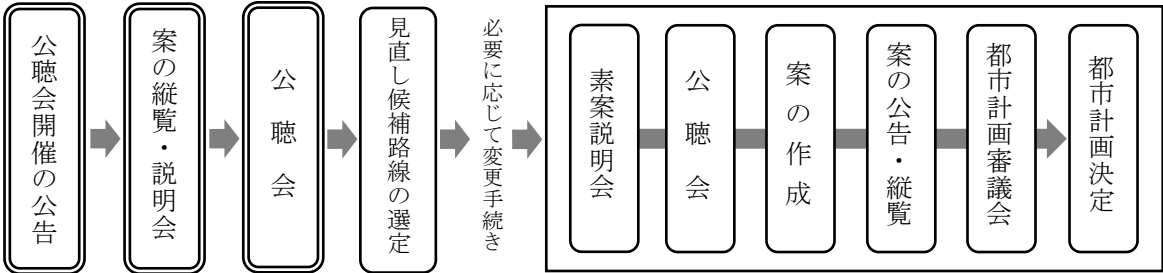 公聴会開催の公告
案の縦覧・説明会
公聴会
見直し候補路線の選定
必要に応じて変更手続き
素案説明会
公聴会
案の作成
案の公告・縦覧
都市計画審議会
都市計画決定